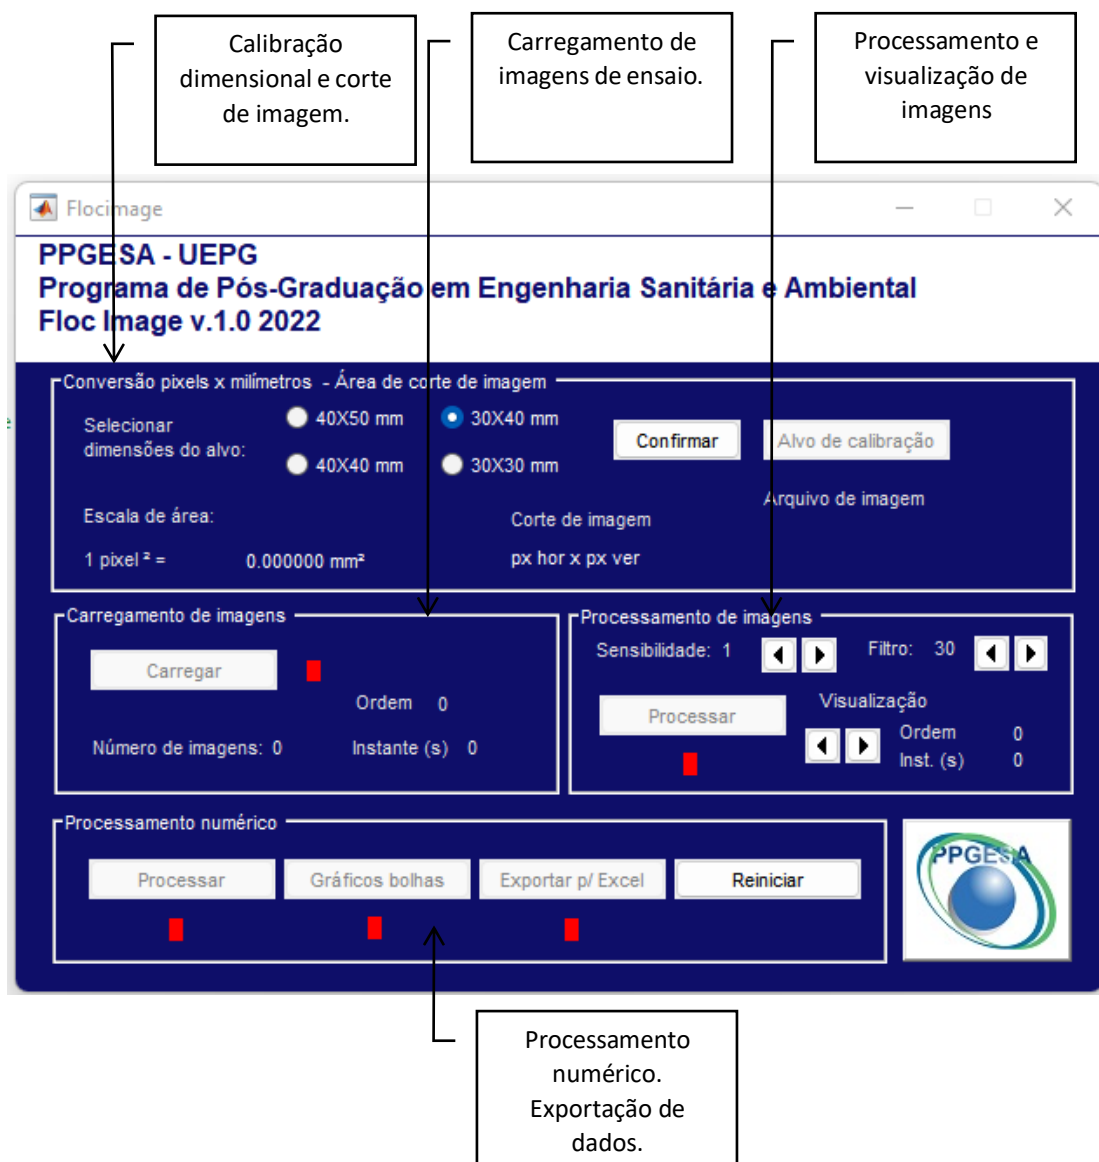 Calibração
dimensional e corte
de imagem.
Carregamento de
imagens de ensaio.
Processamento e
visualização de
imagens
Flocimage
PPGESA - UEPG
Programa de Pós-Graduação em Engenharia Sanitária e Ambiental
Floc Image v.1.0 2022
Conversão pixels x milímetros - Área de corte de imagem
Selecionar
dimensões do alvo:
40X50 mm
30X40 mm
40X40 mm
30X30 mm
Confirmar
Alvo de calibração
Arquivo de imagem
Escala de área:
Corte de imagem
1 pixel ² = 0.000000 mm²
px hor x px ver
Carregamento de imagens
Carregar
Ordem 0
Número de imagens: 0
Instante (s) 0
Processamento de imagens
Sensibilidade: 1
Filtro: 30
Processar
Visualização
Ordem 0
Inst. (s) 0
Processamento numérico
Processar
Gráficos bolhas
Exportar p/ Excel
Reiniciar
PPGESA
Processamento
numérico.
Exportação de
dados.